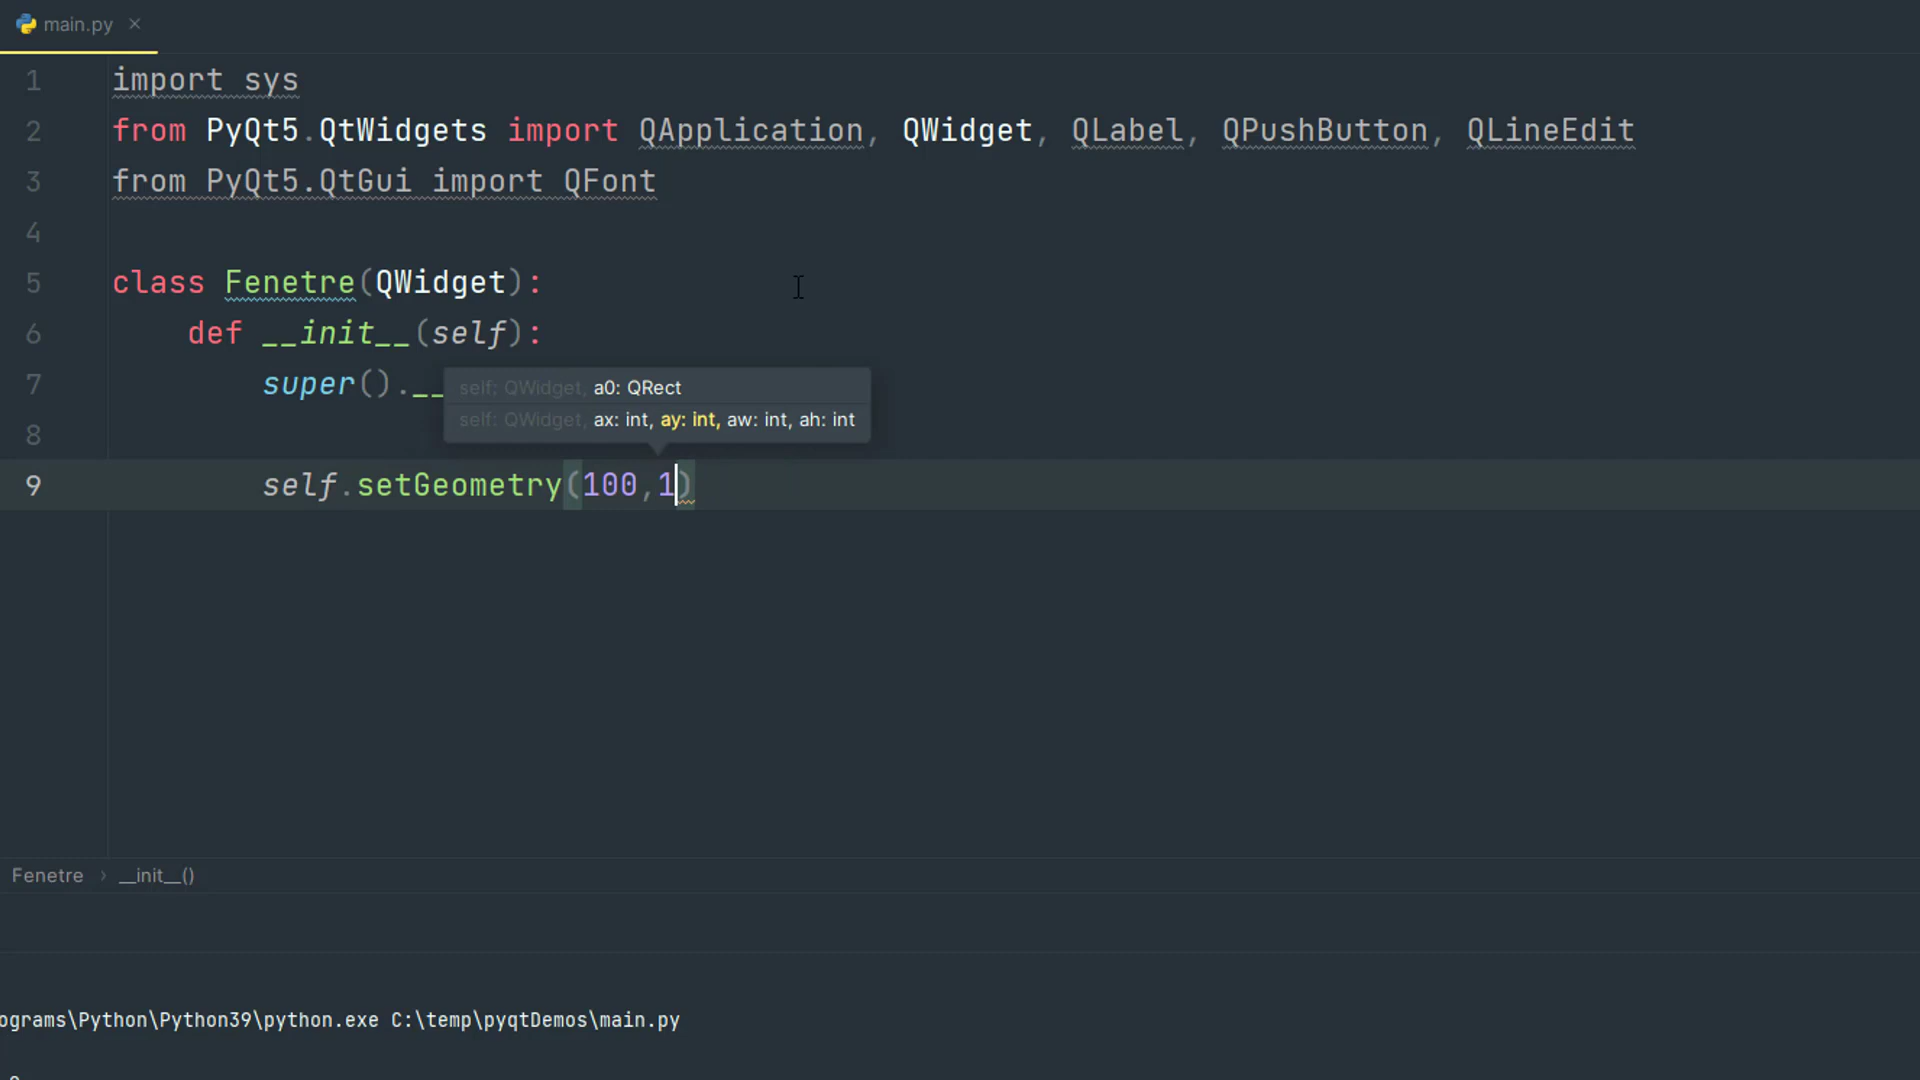 main.py
1 import sys
2 from PyQt5.QtWidgets import QApplication, QWidget, QLabel, QPushButton, QLineEdit
3 from PyQt5.QtGui import QFont
4
5 class Fenetre(QWidget):
6 def __init__(self):
7 super().__
self: QWidget, a0: QRect
self: QWidget, ax: int, ay: int, aw: int, ah: int
8
9 self.setGeometry(100,1)
Fenetre › __init__()
ograms\Python\Python39\python.exe C:\temp\pyqtDemos\main.py